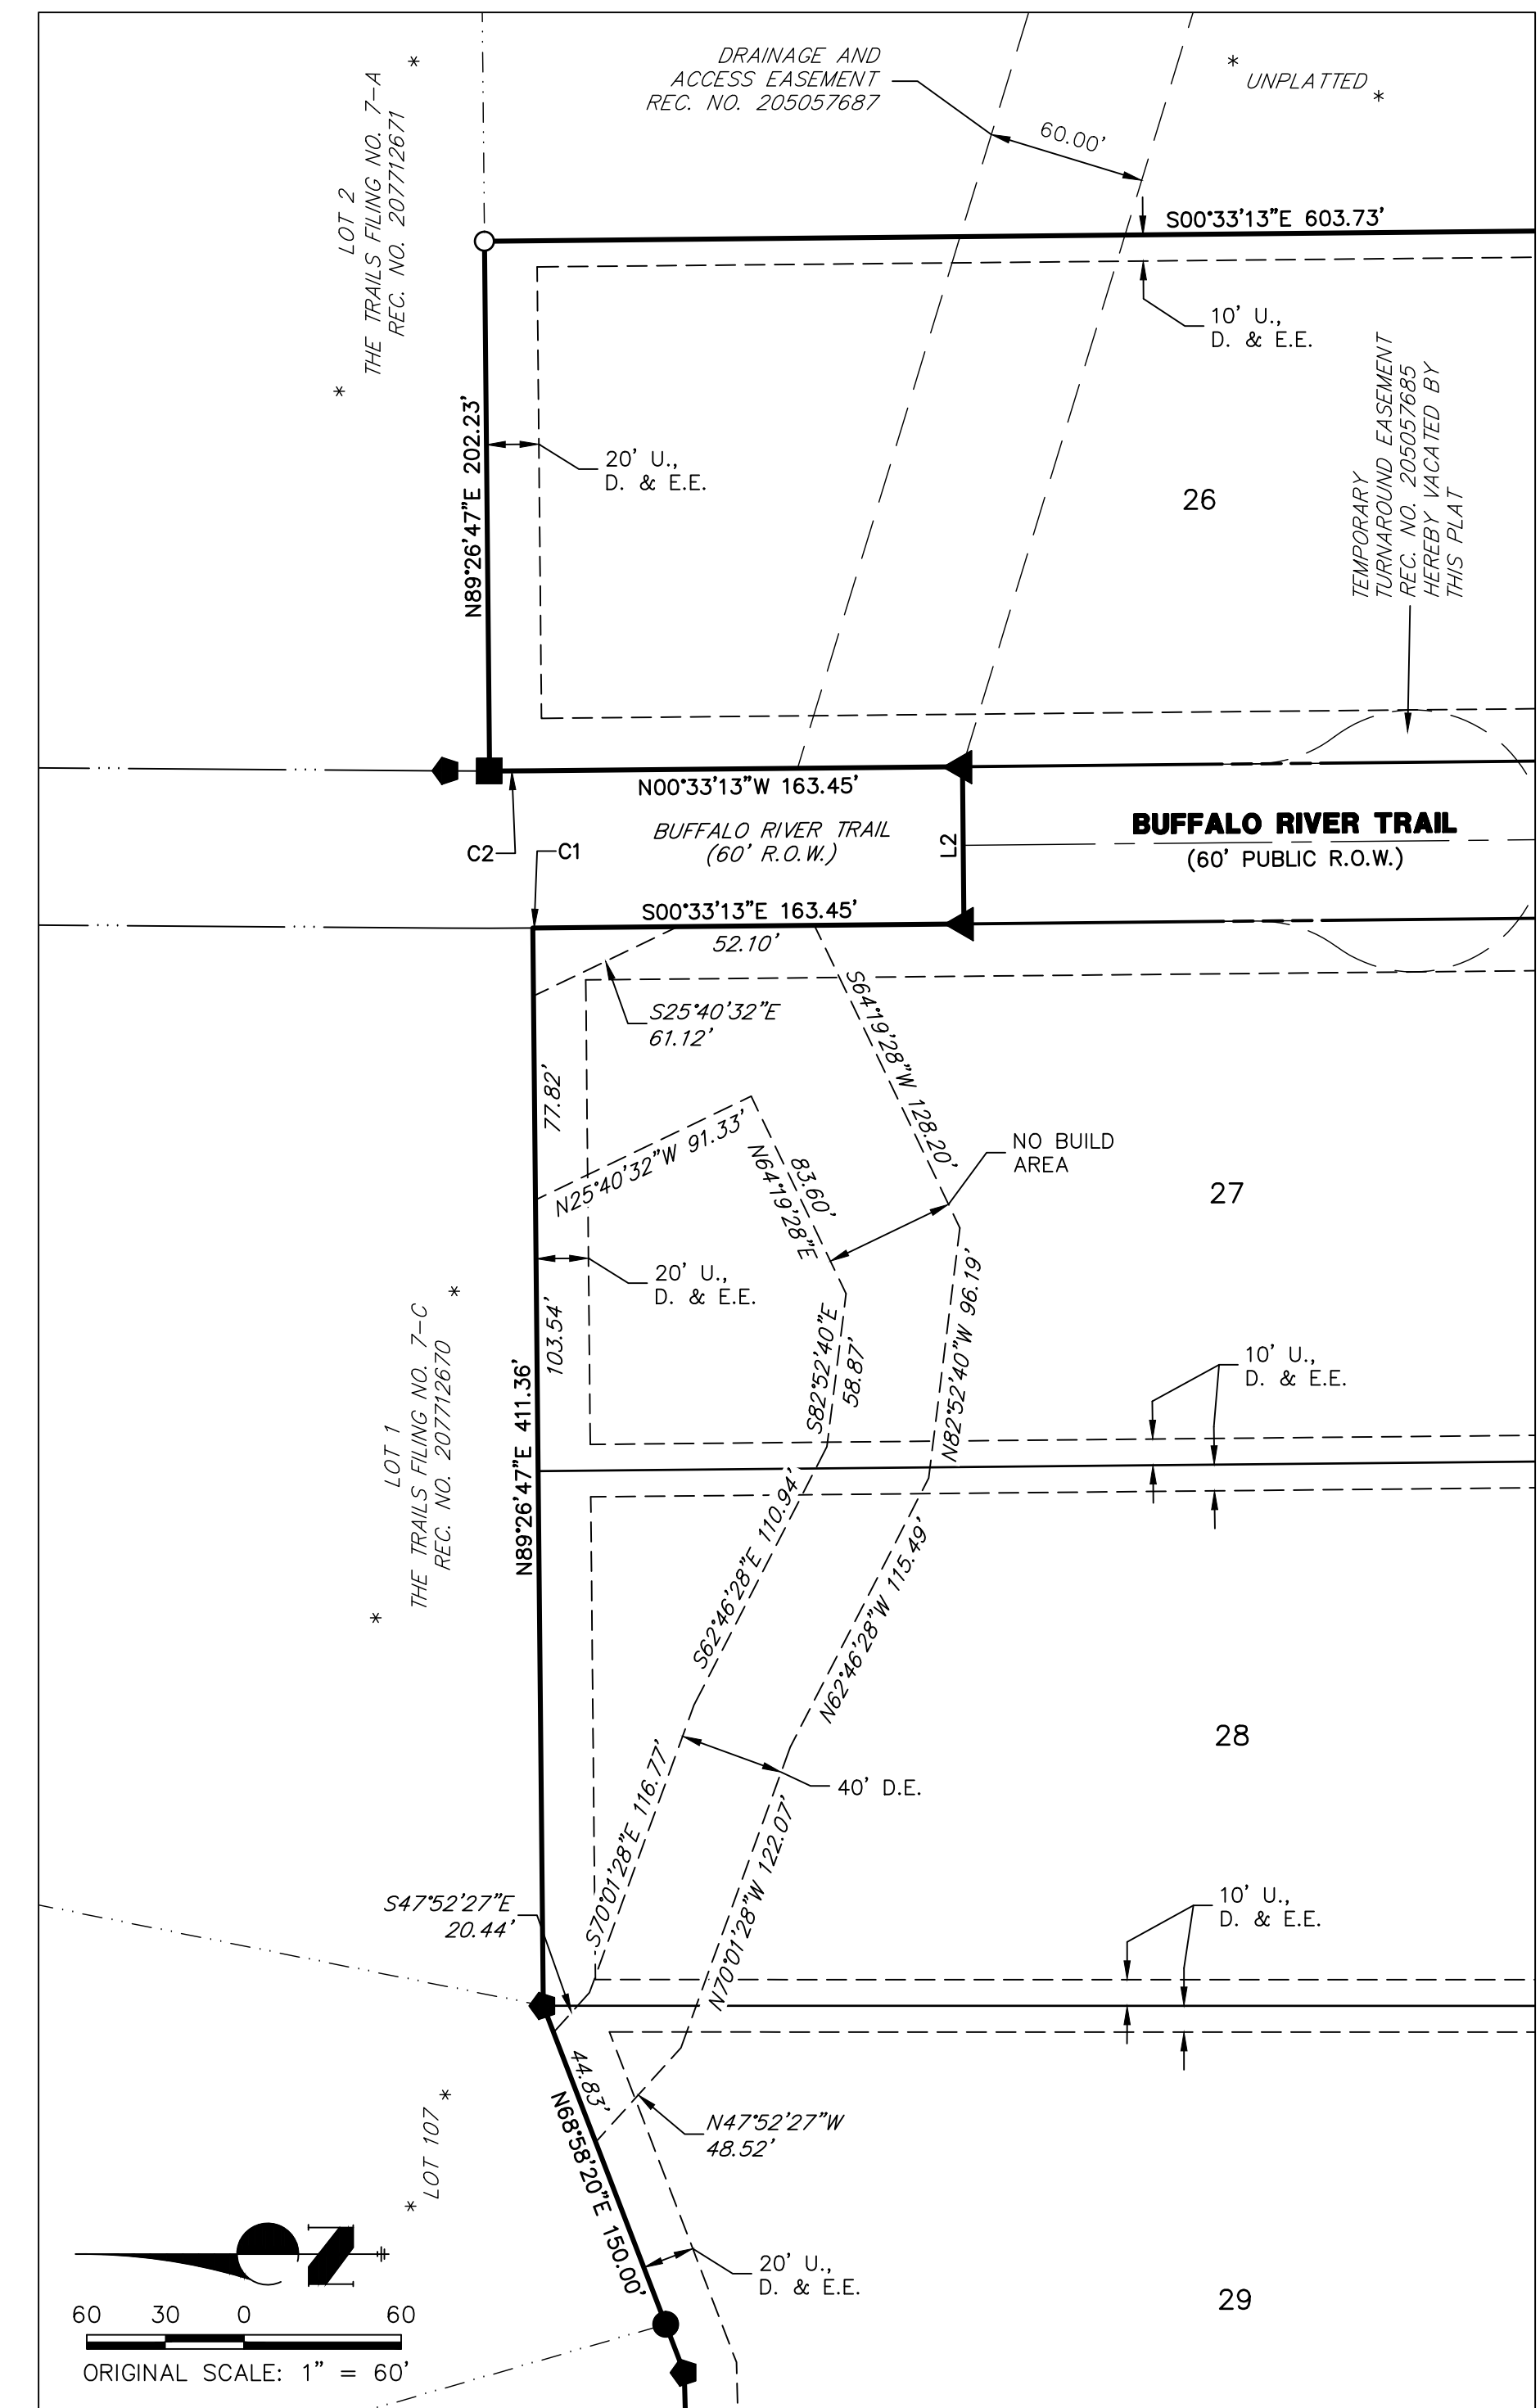 DRAINAGE AND
ACCESS EASEMENT
REC. NO. 205057687
60.00'
* UNPLATTED *
* LOT 2
THE TRAILS FILING NO. 7-A
REC. NO. 2077712671 *
S00°33'13"E 603.73'
10' U.,
D. & E.E.
N89°26'47"E 202.23'
20' U.,
D. & E.E.
26
TEMPORARY
TURNAROUND EASEMENT
REC. NO. 205057685
HEREBY VACATED BY
THIS PLAT
N00°33'13"W 163.45'
BUFFALO RIVER TRAIL
(60' R.O.W.)
C2
C1
L2
BUFFALO RIVER TRAIL
(60' PUBLIC R.O.W.)
S00°33'13"E 163.45'
52.10'
S25°40'32"E
61.12'
77.82'
S64°19'28"W 128.20'
N25°40'32"W 91.33'
83.60'
N64°19'28"E
NO BUILD
AREA
27
20' U.,
D. & E.E.
103.54'
S82°52'40"E
58.87'
N82°52'40"W 96.19'
10' U.,
D. & E.E.
* LOT 1
THE TRAILS FILING NO. 7-C
REC. NO. 207712670 *
N89°26'47"E 411.36'
S62°46'28"E 110.94'
N62°46'28"W 115.49'
28
40' D.E.
S70°01'28"E 116.77'
N70°01'28"W 122.07'
S47°52'27"E
20.44'
10' U.,
D. & E.E.
44.83'
N68°58'20"E 150.00'
N47°52'27"W
48.52'
* LOT 107 *
20' U.,
D. & E.E.
29
N
60 30 0 60
ORIGINAL SCALE: 1" = 60'